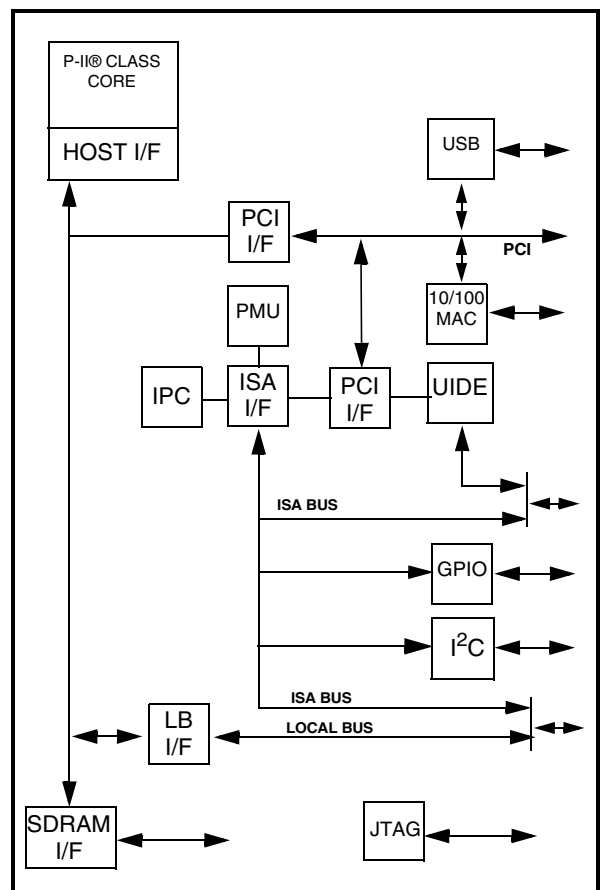 P-II® CLASS
CORE
HOST I/F
USB
PCI
I/F
PCI
10/100
MAC
PMU
IPC
ISA
I/F
PCI
I/F
UIDE
ISA BUS
GPIO
I²C
ISA BUS
LB
I/F
LOCAL BUS
SDRAM
I/F
JTAG